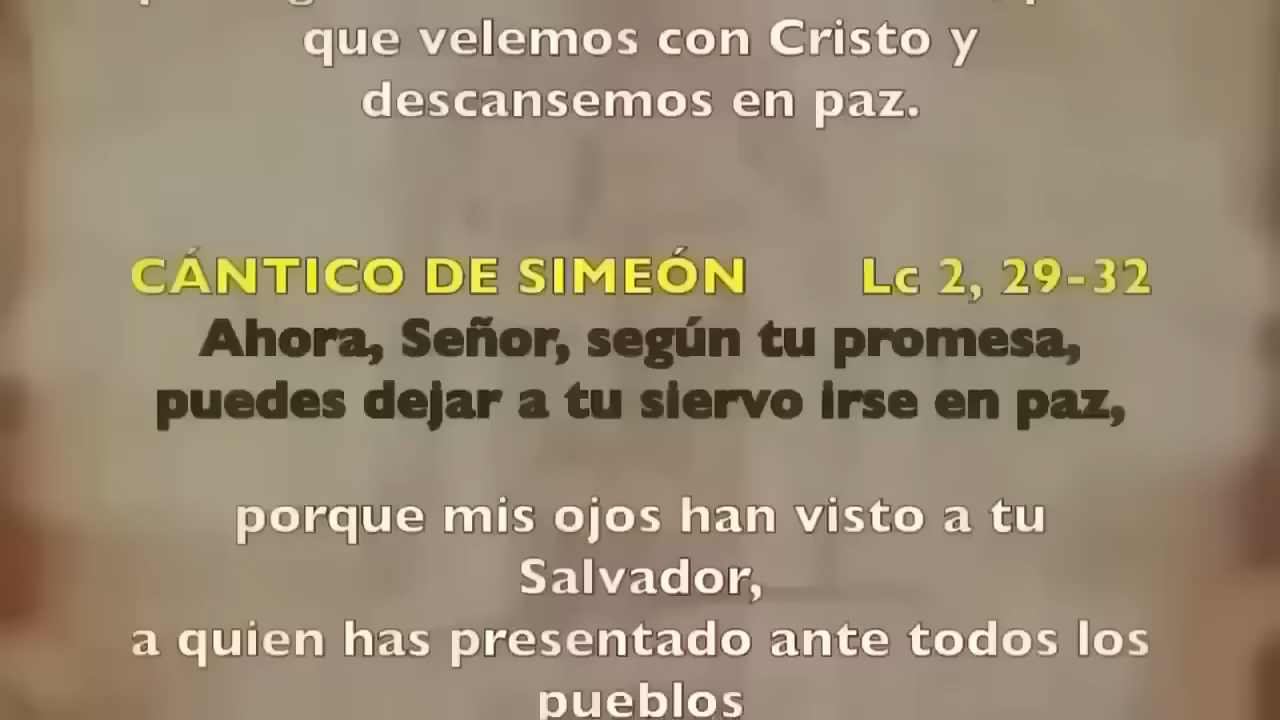 que velemos con Cristo y
descansemos en paz.
CÁNTICO DE SIMEÓN Lc 2, 29-32
Ahora, Señor, según tu promesa,
puedes dejar a tu siervo irse en paz,
porque mis ojos han visto a tu
Salvador,
a quien has presentado ante todos los
pueblos